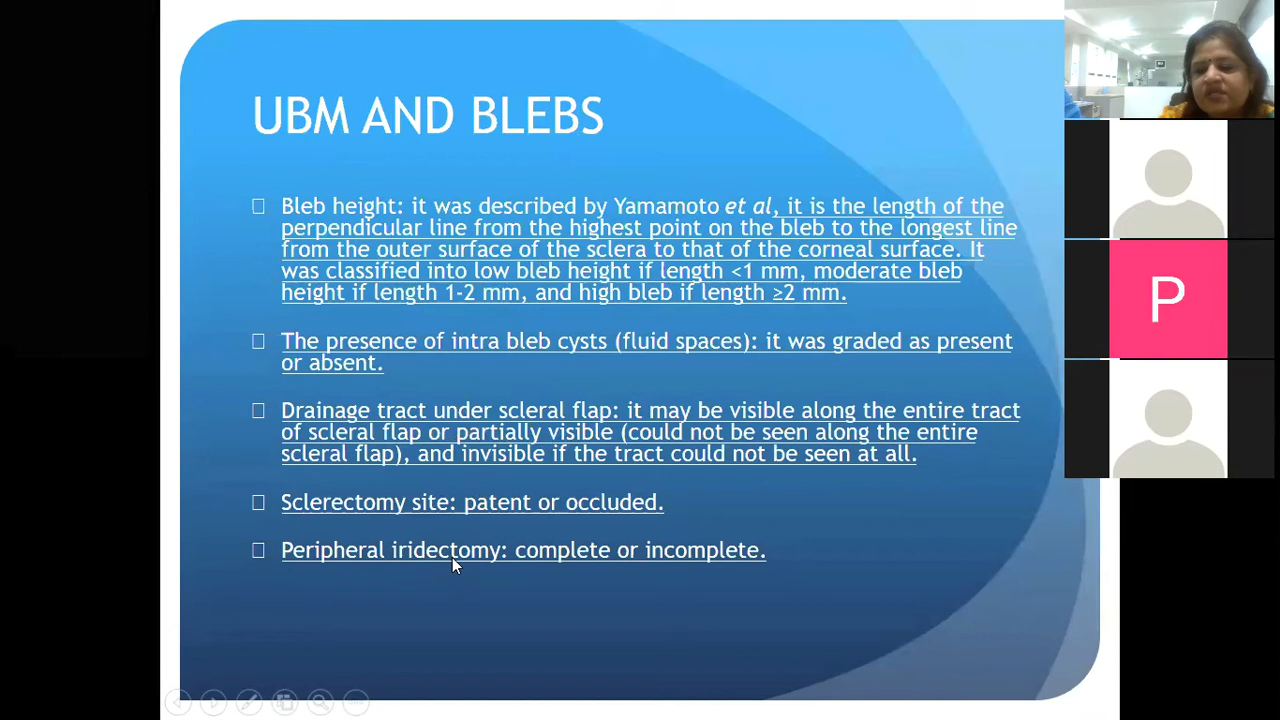 UBM AND BLEBS
Bleb height: it was described by Yamamoto et al, it is the length of the
perpendicular line from the highest point on the bleb to the longest line
from the outer surface of the sclera to that of the corneal surface. It
was classified into low bleb height if length <1 mm, moderate bleb
height if length 1-2 mm, and high bleb if length ≥2 mm.
The presence of intra bleb cysts (fluid spaces): it was graded as present
or absent.
Drainage tract under scleral flap: it may be visible along the entire tract
of scleral flap or partially visible (could not be seen along the entire
scleral flap), and invisible if the tract could not be seen at all.
Sclerectomy site: patent or occluded.
Peripheral iridectomy: complete or incomplete.
P